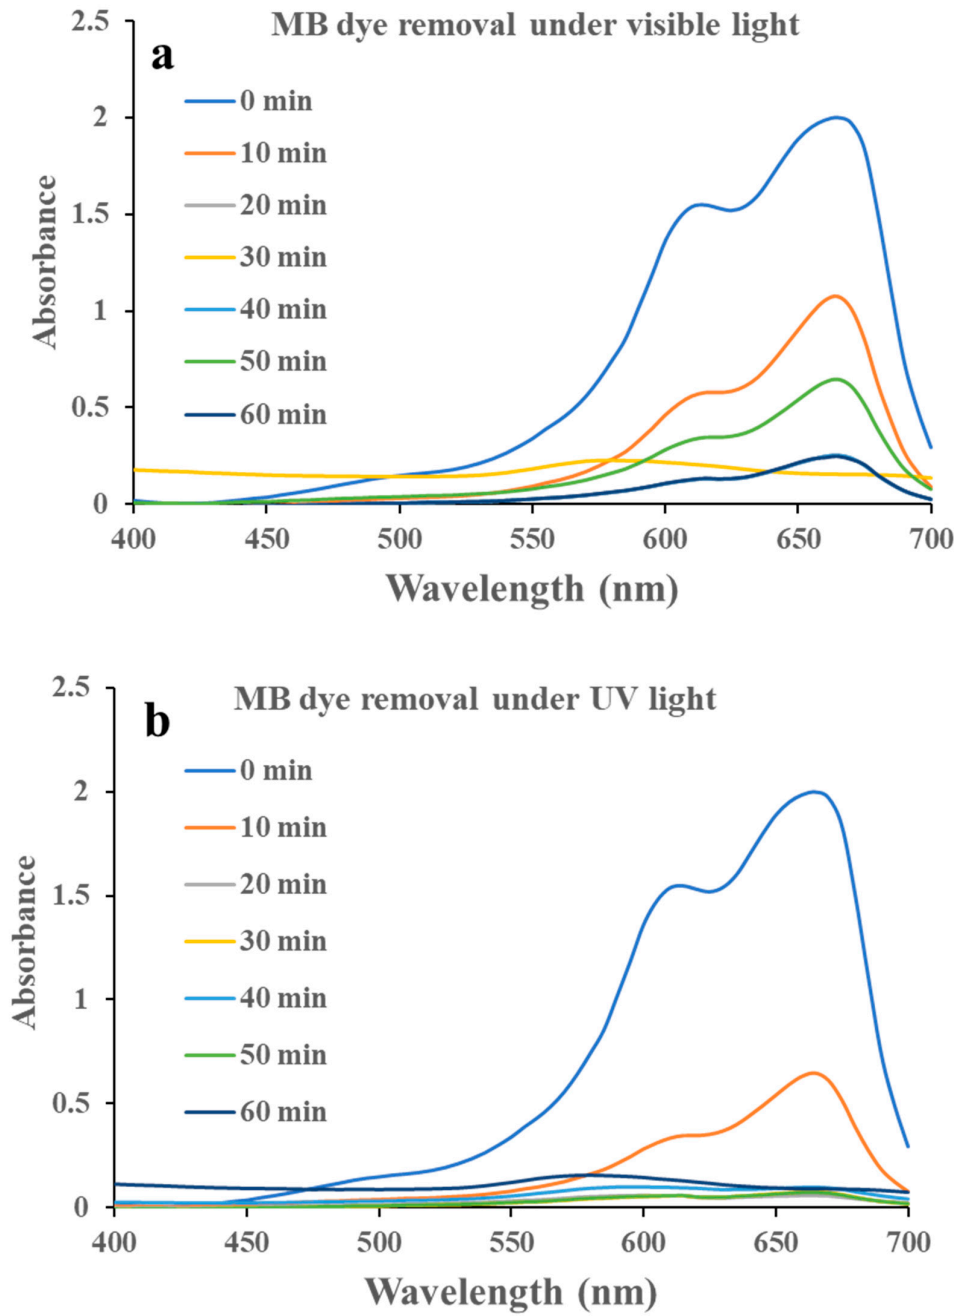 MB dye removal under visible light
a
2.5
2
1.5
1
0.5
0
Absorbance
0 min
10 min
20 min
30 min
40 min
50 min
60 min
400 450 500 550 600 650 700
Wavelength (nm)
MB dye removal under UV light
b
2.5
2
1.5
1
0.5
0
Absorbance
0 min
10 min
20 min
30 min
40 min
50 min
60 min
400 450 500 550 600 650 700
Wavelength (nm)